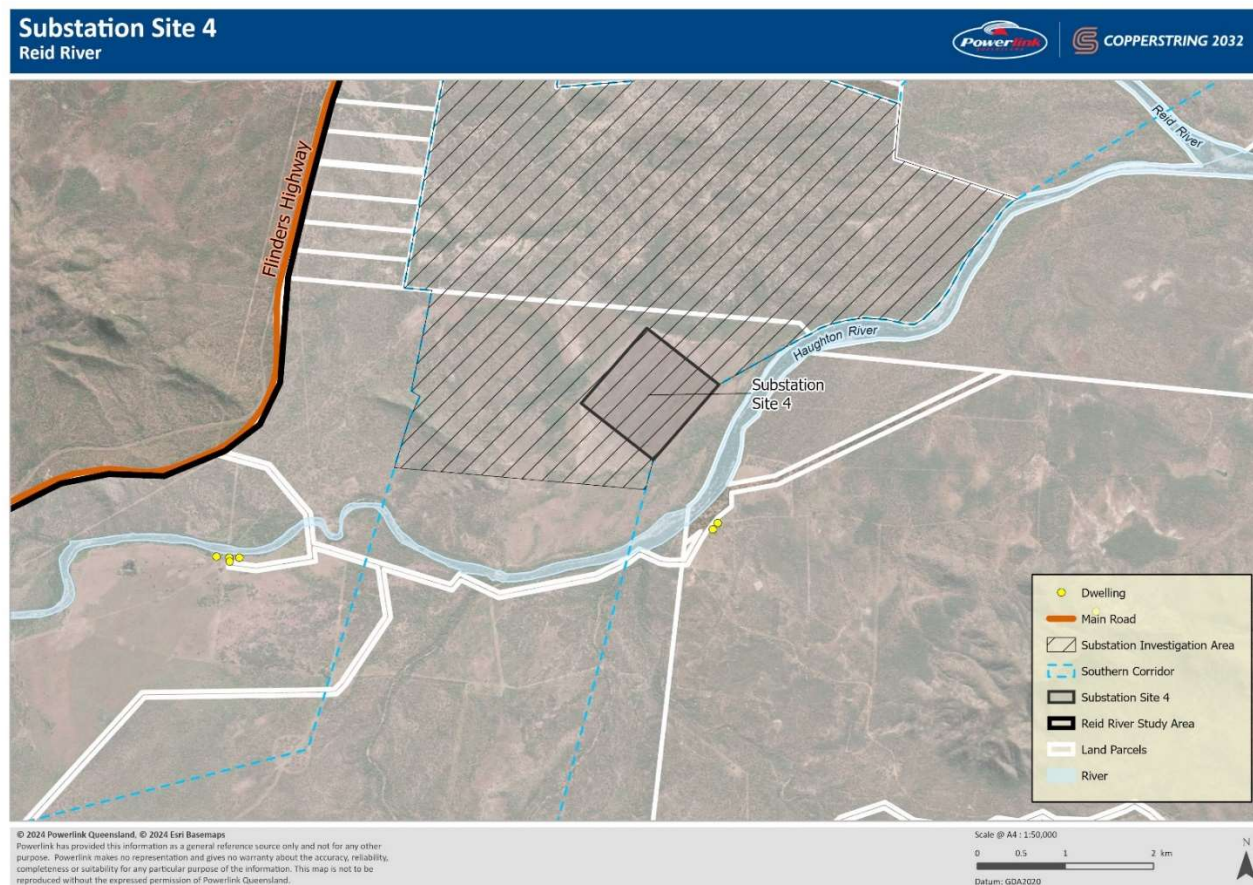 Substation Site 4
Reid River
Powerlink
QUEENSLAND
COPPERSTRING 2032
Flinders Highway
Reid River
Haughton River
Substation
Site 4
Dwelling
Main Road
Substation Investigation Area
Southern Corridor
Substation Site 4
Reid River Study Area
Land Parcels
River
© 2024 Powerlink Queensland, © 2024 Esri Basemaps
Powerlink has provided this information as a general reference source only and not for any other
purpose. Powerlink makes no representation and gives no warranty about the accuracy, reliability,
completeness or suitability for any particular purpose of the information. This map is not to be
reproduced without the expressed permission of Powerlink Queensland.
Scale @ A4 : 1:50,000
0 0.5 1 2 km
Datum: GDA2020
N